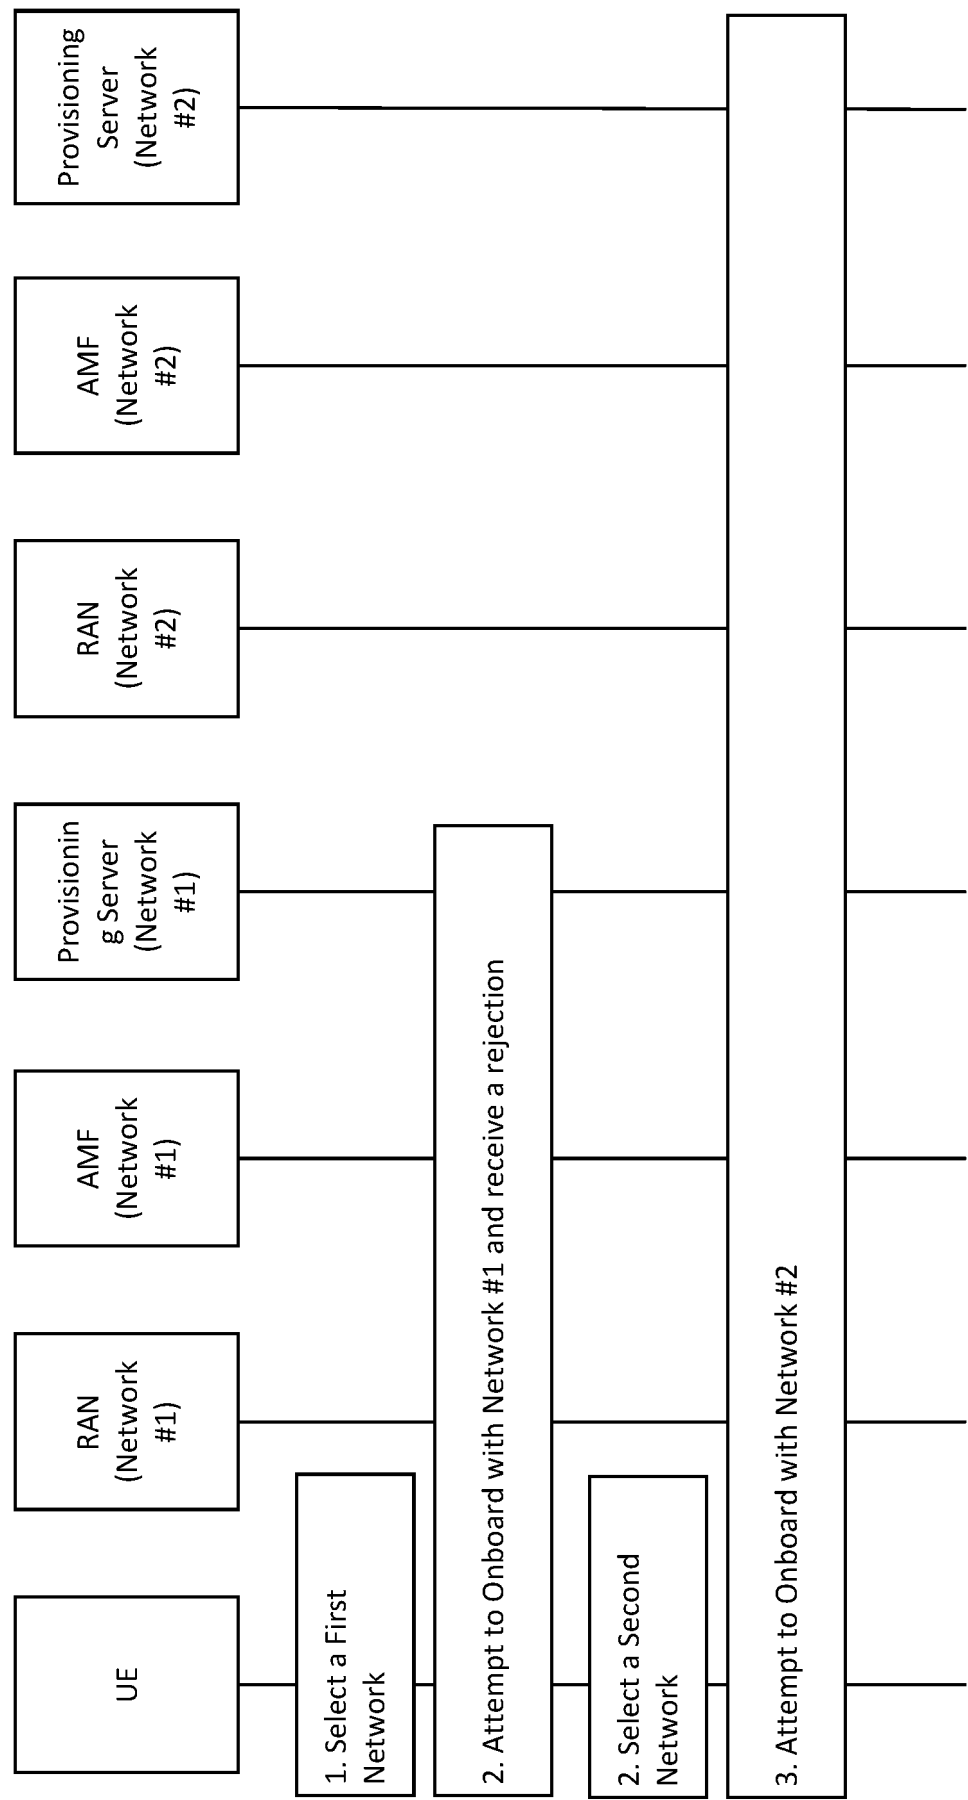 UE
RAN
(Network
#1)
AMF
(Network
#1)
Provisionin
g Server
(Network
#1)
RAN
(Network
#2)
AMF
(Network
#2)
Provisioning
Server
(Network
#2)
1. Select a First
Network
2. Attempt to Onboard with Network #1 and receive a rejection
2. Select a Second
Network
3. Attempt to Onboard with Network #2